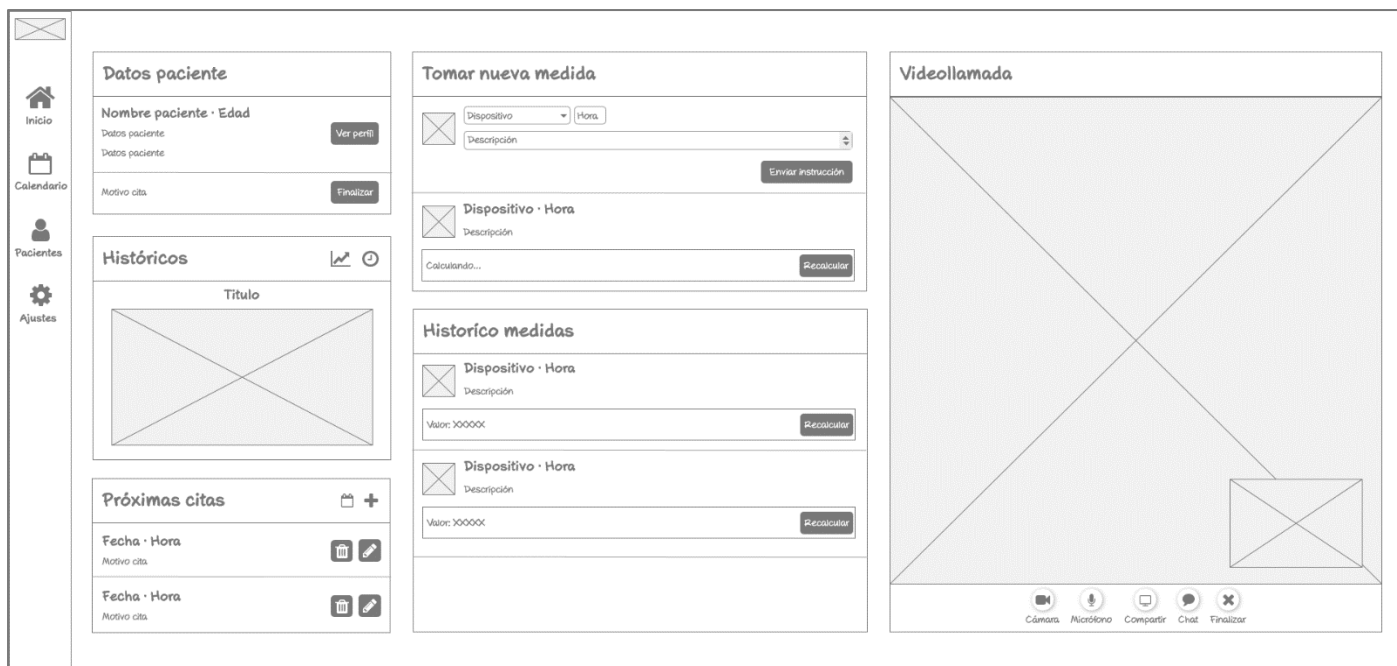 Inicio
Calendario
Pacientes
Ajustes
Datos paciente
Nombre paciente · Edad
Datos paciente
Datos paciente
Ver perfil
Motivo cita
Finalizar
Históricos
Titulo
Próximas citas
Fecha · Hora
Motivo cita
Fecha · Hora
Motivo cita
Tomar nueva medida
Dispositivo
Hora
Descripción
Enviar instrucción
Dispositivo · Hora
Descripción
Calculando...
Recalcular
Historíco medidas
Dispositivo · Hora
Descripción
Valor: XXXXX
Recalcular
Dispositivo · Hora
Descripción
Valor: XXXXX
Recalcular
Videollamada
Cámara
Micrófono
Compartir
Chat
Finalizar